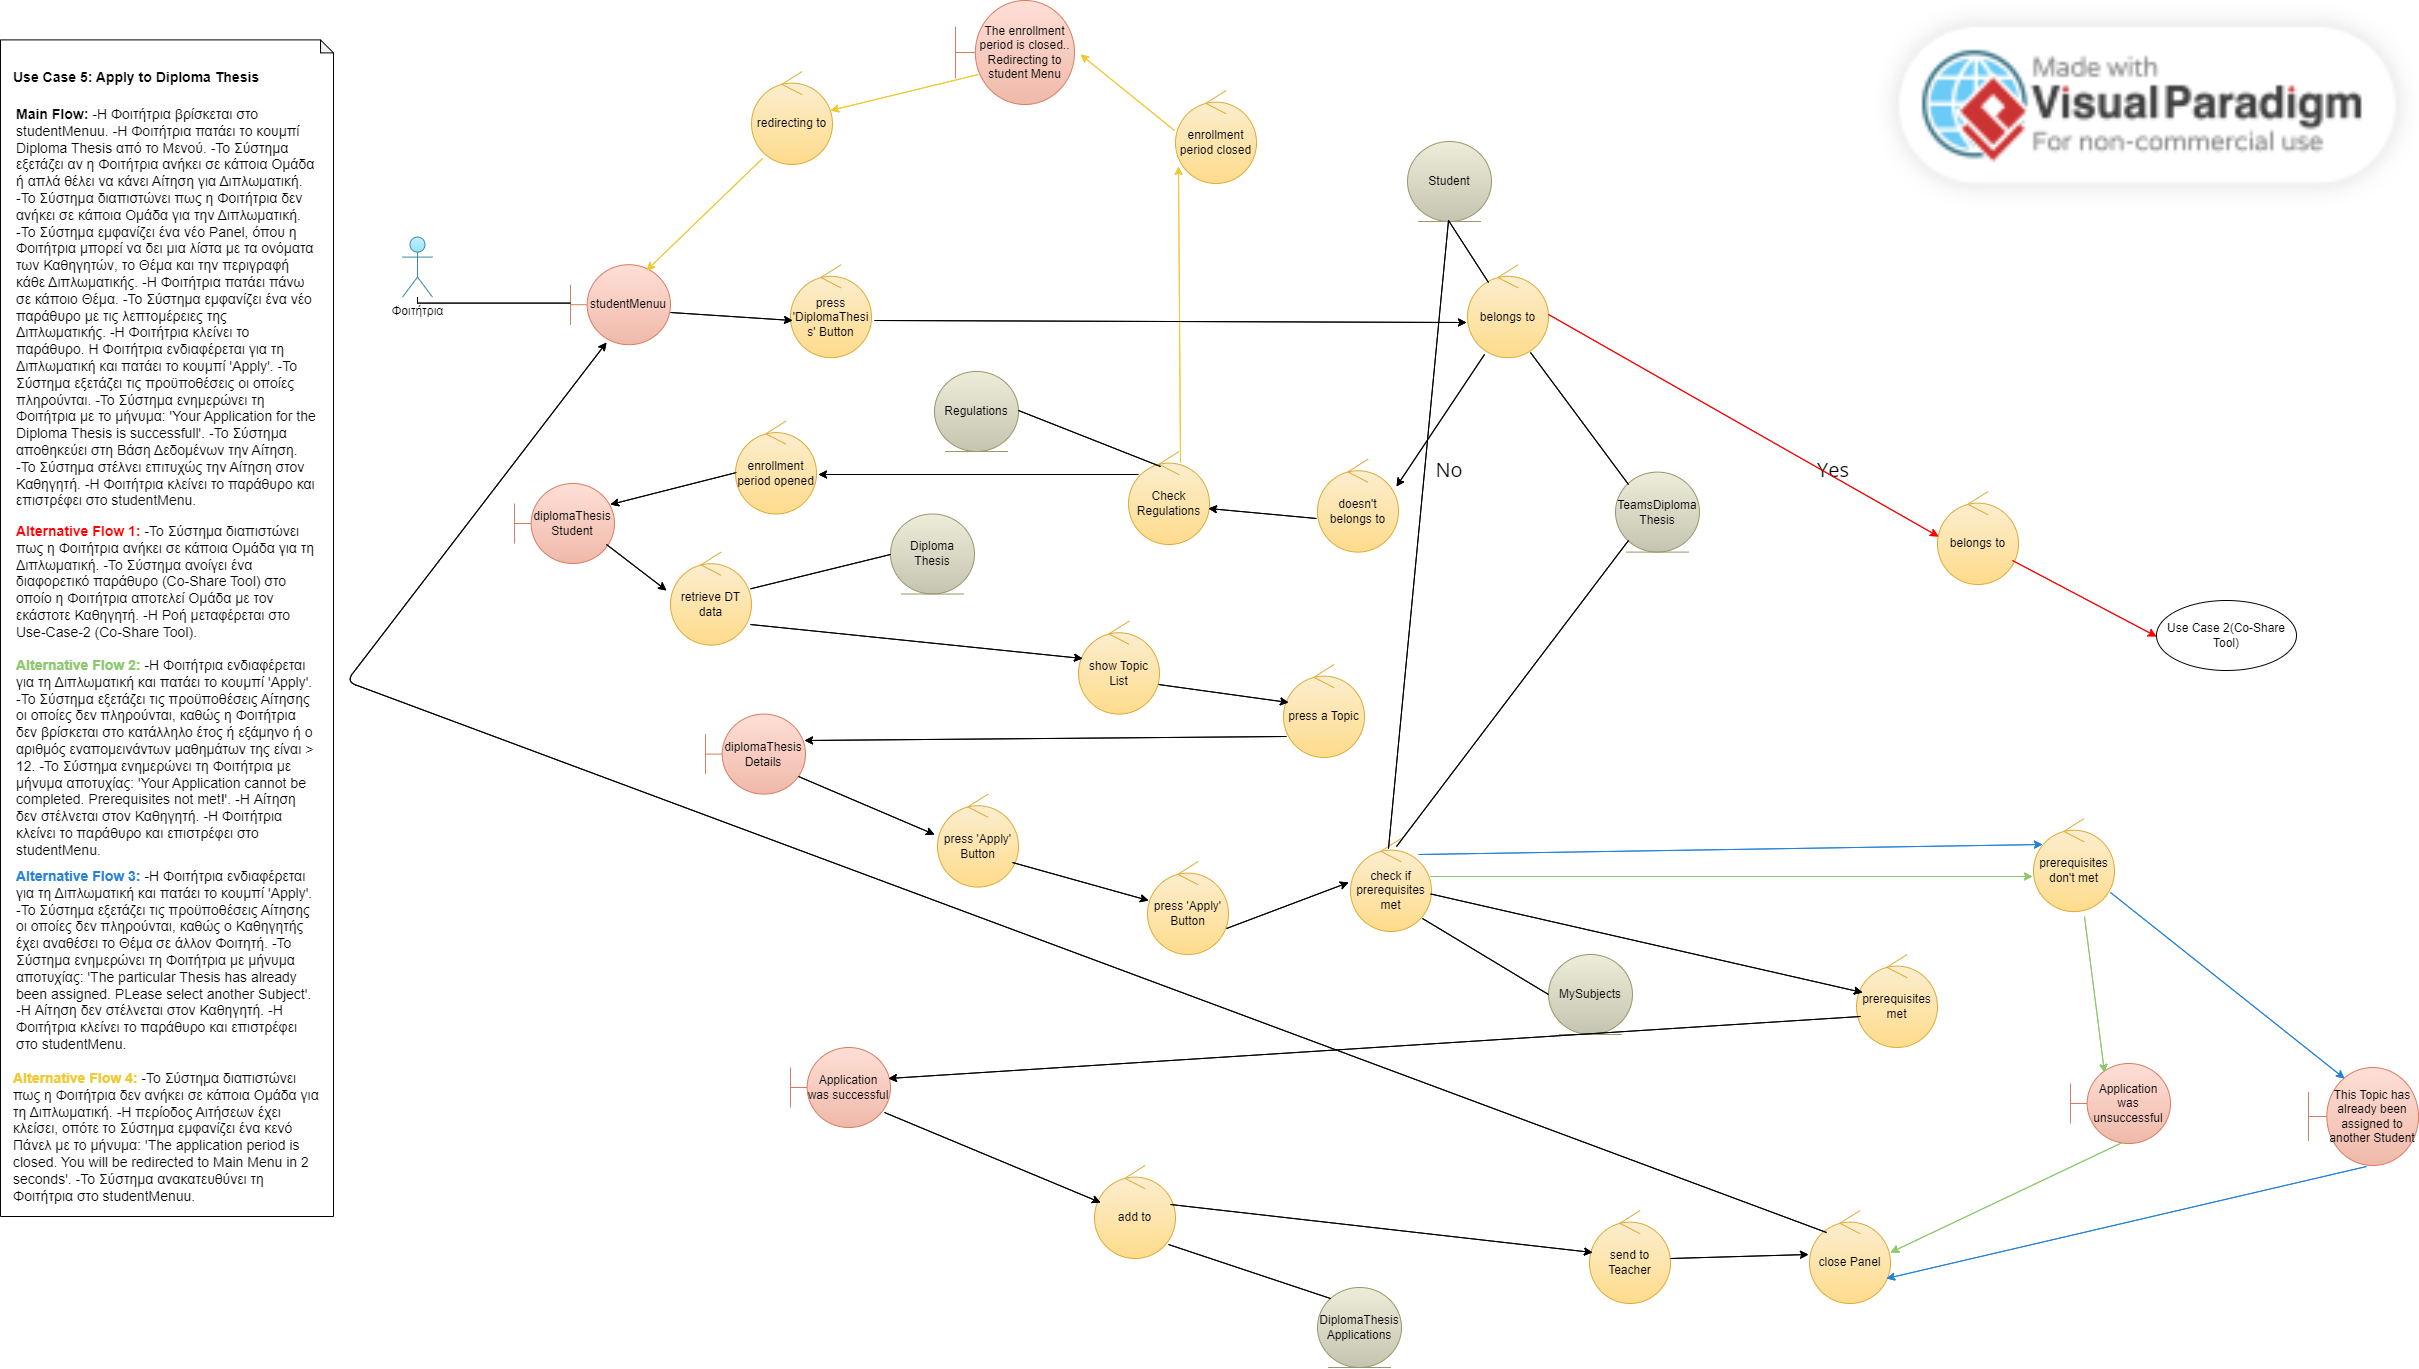 Use Case 5: Apply to Diploma Thesis
Main Flow: -Η Φοιτήτρια βρίσκεται στο
studentMenuu. -Η Φοιτήτρια πατάει το κουμπί
Diploma Thesis από το Μενού. -Το Σύστημα
εξετάζει αν η Φοιτήτρια ανήκει σε κάποια Ομάδα
ή απλά θέλει να κάνει Αίτηση για Διπλωματική.
-Το Σύστημα διαπιστώνει πως η Φοιτήτρια δεν
ανήκει σε κάποια Ομάδα για την Διπλωματική.
-Το Σύστημα εμφανίζει ένα νέο Panel, όπου η
Φοιτήτρια μπορεί να δει μια λίστα με τα ονόματα
των Καθηγητών, το Θέμα και την περιγραφή
κάθε Διπλωματικής. -Η Φοιτήτρια πατάει πάνω
σε κάποιο Θέμα. -Το Σύστημα εμφανίζει ένα νέο
παράθυρο με τις λεπτομέρειες της
Διπλωματικής. -Η Φοιτήτρια κλείνει το
παράθυρο. Η Φοιτήτρια ενδιαφέρεται για τη
Διπλωματική και πατάει το κουμπί 'Apply'. -Το
Σύστημα εξετάζει τις προϋποθέσεις οι οποίες
πληρούνται. -Το Σύστημα ενημερώνει τη
Φοιτήτρια με το μήνυμα: 'Your Application for the
Diploma Thesis is successfull'. -Το Σύστημα
αποθηκεύει στη Βάση Δεδομένων την Αίτηση.
-Το Σύστημα στέλνει επιτυχώς την Αίτηση στον
Καθηγητή. -Η Φοιτήτρια κλείνει το παράθυρο και
επιστρέφει στο studentMenu.
Alternative Flow 1: -Το Σύστημα διαπιστώνει
πως η Φοιτήτρια ανήκει σε κάποια Ομάδα για τη
Διπλωματική. -Το Σύστημα ανοίγει ένα
διαφορετικό παράθυρο (Co-Share Tool) στο
οποίο η Φοιτήτρια αποτελεί Ομάδα με τον
εκάστοτε Καθηγητή. -Η Ροή μεταφέρεται στο
Use-Case-2 (Co-Share Tool).
Alternative Flow 2: -Η Φοιτήτρια ενδιαφέρεται
για τη Διπλωματική και πατάει το κουμπί 'Apply'.
-Το Σύστημα εξετάζει τις προϋποθέσεις Αίτησης
οι οποίες δεν πληρούνται, καθώς η Φοιτήτρια
δεν βρίσκεται στο κατάλληλο έτος ή εξάμηνο ή ο
αριθμός εναπομεινάντων μαθημάτων της είναι >
12. -Το Σύστημα ενημερώνει τη Φοιτήτρια με
μήνυμα αποτυχίας: 'Your Application cannot be
completed. Prerequisites not met!'. -Η Αίτηση
δεν στέλνεται στον Καθηγητή. -Η Φοιτήτρια
κλείνει το παράθυρο και επιστρέφει στο
studentMenu.
Alternative Flow 3: -Η Φοιτήτρια ενδιαφέρεται
για τη Διπλωματική και πατάει το κουμπί 'Apply'.
-Το Σύστημα εξετάζει τις προϋποθέσεις Αίτησης
οι οποίες δεν πληρούνται, καθώς ο Καθηγητής
έχει αναθέσει το Θέμα σε άλλον Φοιτητή. -Το
Σύστημα ενημερώνει τη Φοιτήτρια με μήνυμα
αποτυχίας: 'The particular Thesis has already
been assigned. PLease select another Subject'.
-Η Αίτηση δεν στέλνεται στον Καθηγητή. -Η
Φοιτήτρια κλείνει το παράθυρο και επιστρέφει
στο studentMenu.
Alternative Flow 4: -Το Σύστημα διαπιστώνει
πως η Φοιτήτρια δεν ανήκει σε κάποια Ομάδα για
τη Διπλωματική. -Η περίοδος Αιτήσεων έχει
κλείσει, οπότε το Σύστημα εμφανίζει ένα κενό
Πάνελ με το μήνυμα: 'The application period is
closed. You will be redirected to Main Menu in 2
seconds'. -Το Σύστημα ανακατευθύνει τη
Φοιτήτρια στο studentMenuu.
The enrollment
period is closed..
Redirecting to
student Menu
redirecting to
enrollment
period closed
Made with
Visual Paradigm
For non-commercial use
Student
Φοιτήτρια
studentMenuu
press
'DiplomaThesi
s' Button
belongs to
Regulations
enrollment
period opened
Check
Regulations
doesn't
belongs to
No
Yes
TeamsDiploma
Thesis
belongs to
diplomaThesis
Student
Diploma
Thesis
retrieve DT
data
Use Case 2(Co-Share
Tool)
show Topic
List
press a Topic
diplomaThesis
Details
press 'Apply'
Button
press 'Apply'
Button
check if
prerequisites
met
prerequisites
don't met
MySubjects
prerequisites
met
Application
was successful
Application
was
unsuccessful
This Topic has
already been
assigned to
another Student
add to
send to
Teacher
close Panel
DiplomaThesis
Applications